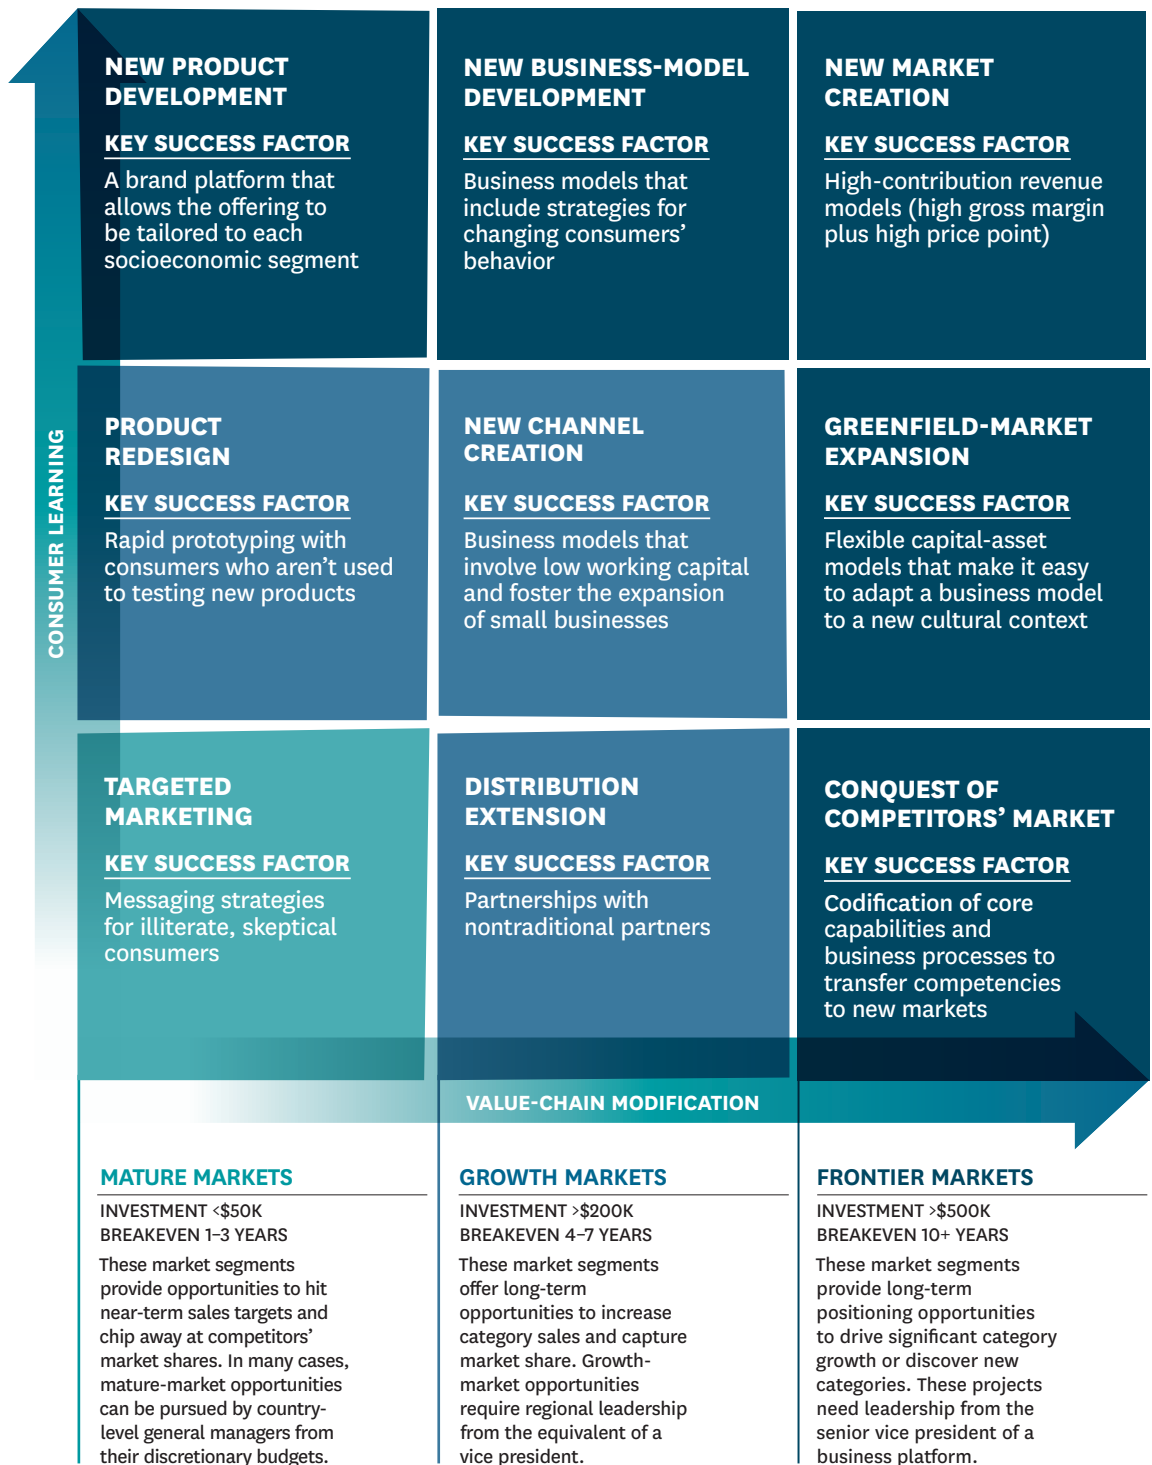 NEW PRODUCT
DEVELOPMENT
KEY SUCCESS FACTOR
A brand platform that
allows the offering to
be tailored to each
socioeconomic segment
NEW BUSINESS-MODEL
DEVELOPMENT
KEY SUCCESS FACTOR
Business models that
include strategies for
changing consumers’
behavior
NEW MARKET
CREATION
KEY SUCCESS FACTOR
High-contribution revenue
models (high gross margin
plus high price point)
CONSUMER LEARNING
PRODUCT
REDESIGN
KEY SUCCESS FACTOR
Rapid prototyping with
consumers who aren’t used
to testing new products
NEW CHANNEL
CREATION
KEY SUCCESS FACTOR
Business models that
involve low working capital
and foster the expansion
of small businesses
GREENFIELD-MARKET
EXPANSION
KEY SUCCESS FACTOR
Flexible capital-asset
models that make it easy
to adapt a business model
to a new cultural context
TARGETED
MARKETING
KEY SUCCESS FACTOR
Messaging strategies
for illiterate, skeptical
consumers
DISTRIBUTION
EXTENSION
KEY SUCCESS FACTOR
Partnerships with
nontraditional partners
CONQUEST OF
COMPETITORS’ MARKET
KEY SUCCESS FACTOR
Codification of core
capabilities and
business processes to
transfer competencies
to new markets
VALUE-CHAIN MODIFICATION
MATURE MARKETS
INVESTMENT <$50K
BREAKEVEN 1–3 YEARS
These market segments
provide opportunities to hit
near-term sales targets and
chip away at competitors’
market shares. In many cases,
mature-market opportunities
can be pursued by country-
level general managers from
their discretionary budgets.
GROWTH MARKETS
INVESTMENT >$200K
BREAKEVEN 4–7 YEARS
These market segments
offer long-term
opportunities to increase
category sales and capture
market share. Growth-
market opportunities
require regional leadership
from the equivalent of a
vice president.
FRONTIER MARKETS
INVESTMENT >$500K
BREAKEVEN 10+ YEARS
These market segments
provide long-term
positioning opportunities
to drive significant category
growth or discover new
categories. These projects
need leadership from the
senior vice president of a
business platform.